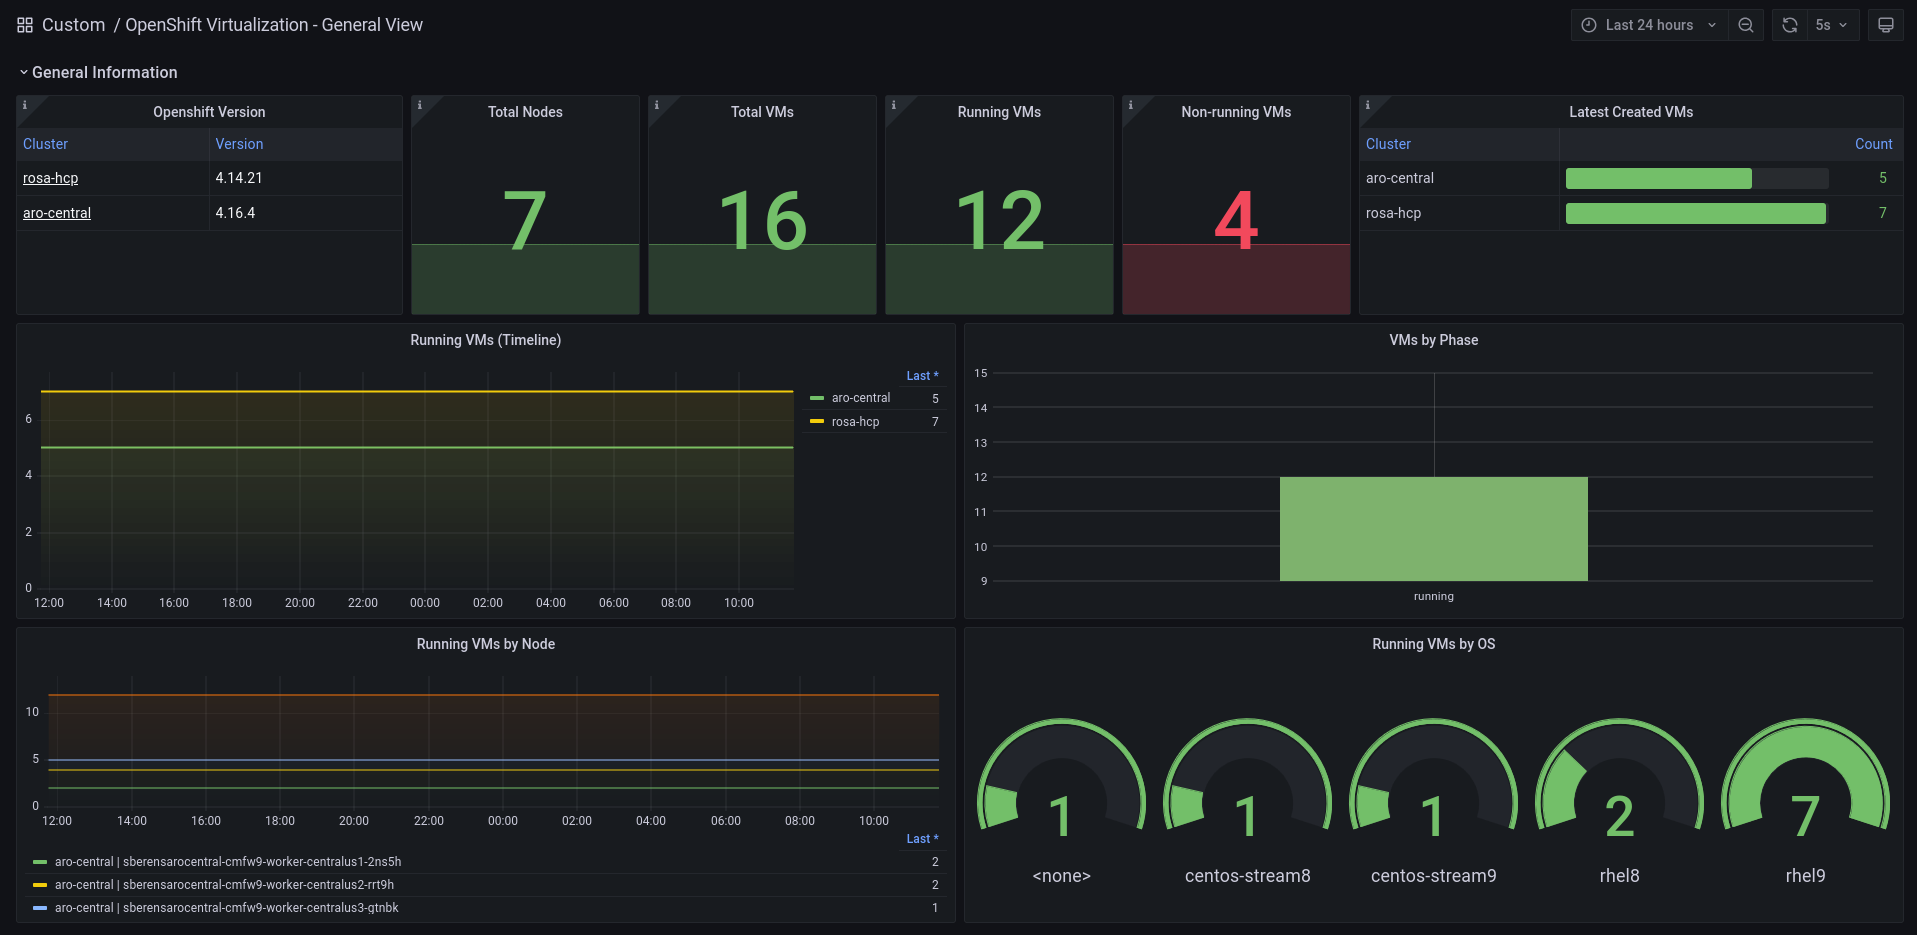 Custom / OpenShift Virtualization - General View
Last 24 hours
5s
General Information
Openshift Version
Cluster Version
rosa-hcp 4.14.21
aro-central 4.16.4
Total Nodes
7
Total VMs
16
Running VMs
12
Non-running VMs
4
Latest Created VMs
Cluster Count
aro-central 5
rosa-hcp 7
Running VMs (Timeline)
6
4
2
0
12:00 14:00 16:00 18:00 20:00 22:00 00:00 02:00 04:00 06:00 08:00 10:00
Last *
aro-central 5
rosa-hcp 7
VMs by Phase
15
14
13
12
11
10
9
running
Running VMs by Node
10
5
0
12:00 14:00 16:00 18:00 20:00 22:00 00:00 02:00 04:00 06:00 08:00 10:00
Last *
aro-central | sberensarocentral-cmfw9-worker-centralus1-2ns5h 2
aro-central | sberensarocentral-cmfw9-worker-centralus2-rrt9h 2
aro-central | sberensarocentral-cmfw9-worker-centralus3-gtnbk 1
Running VMs by OS
1 1 1 2 7
<none> centos-stream8 centos-stream9 rhel8 rhel9